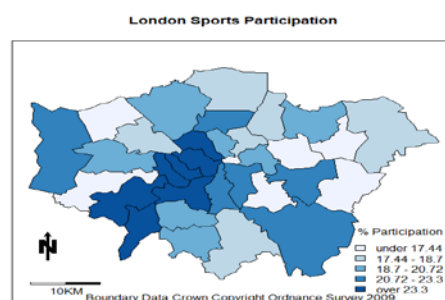 London Sports Participation
N
% Participation
under 17.44
17.44 - 18.7
18.7 - 20.72
20.72 - 23.3
over 23.3
10KM
Boundary Data Crown Copyright Ordnance Survey 2009